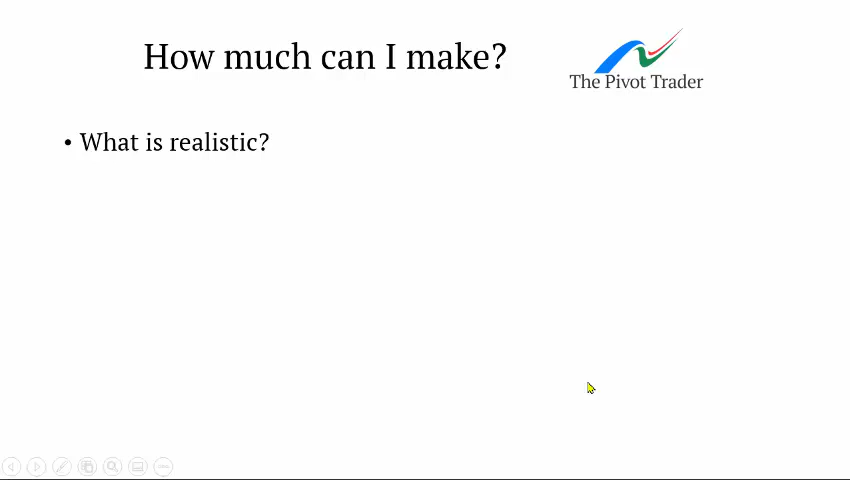 How much can I make?
The Pivot Trader
• What is realistic?